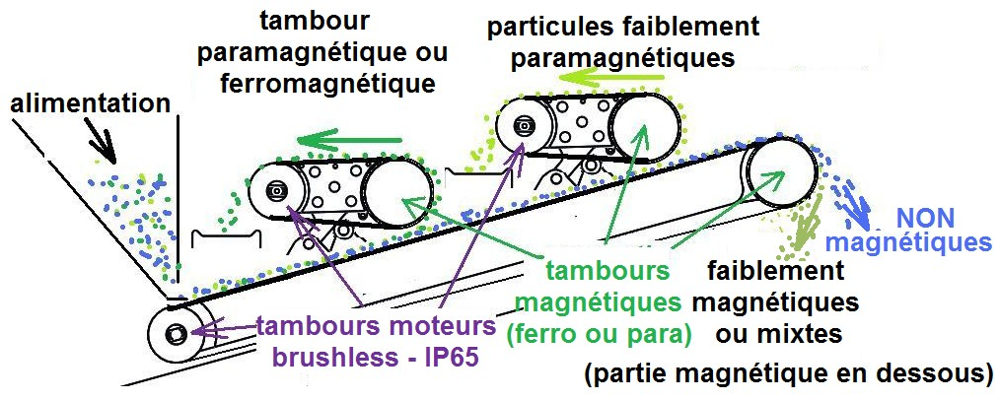 tambour
paramagnétique ou
ferromagnétique
particules faiblement
paramagnétiques
alimentation
NON
magnétiques
tambours
magnétiques
(ferro ou para)
faiblement
magnétiques
ou mixtes
tambours moteurs
brushless - IP65
(partie magnétique en dessous)